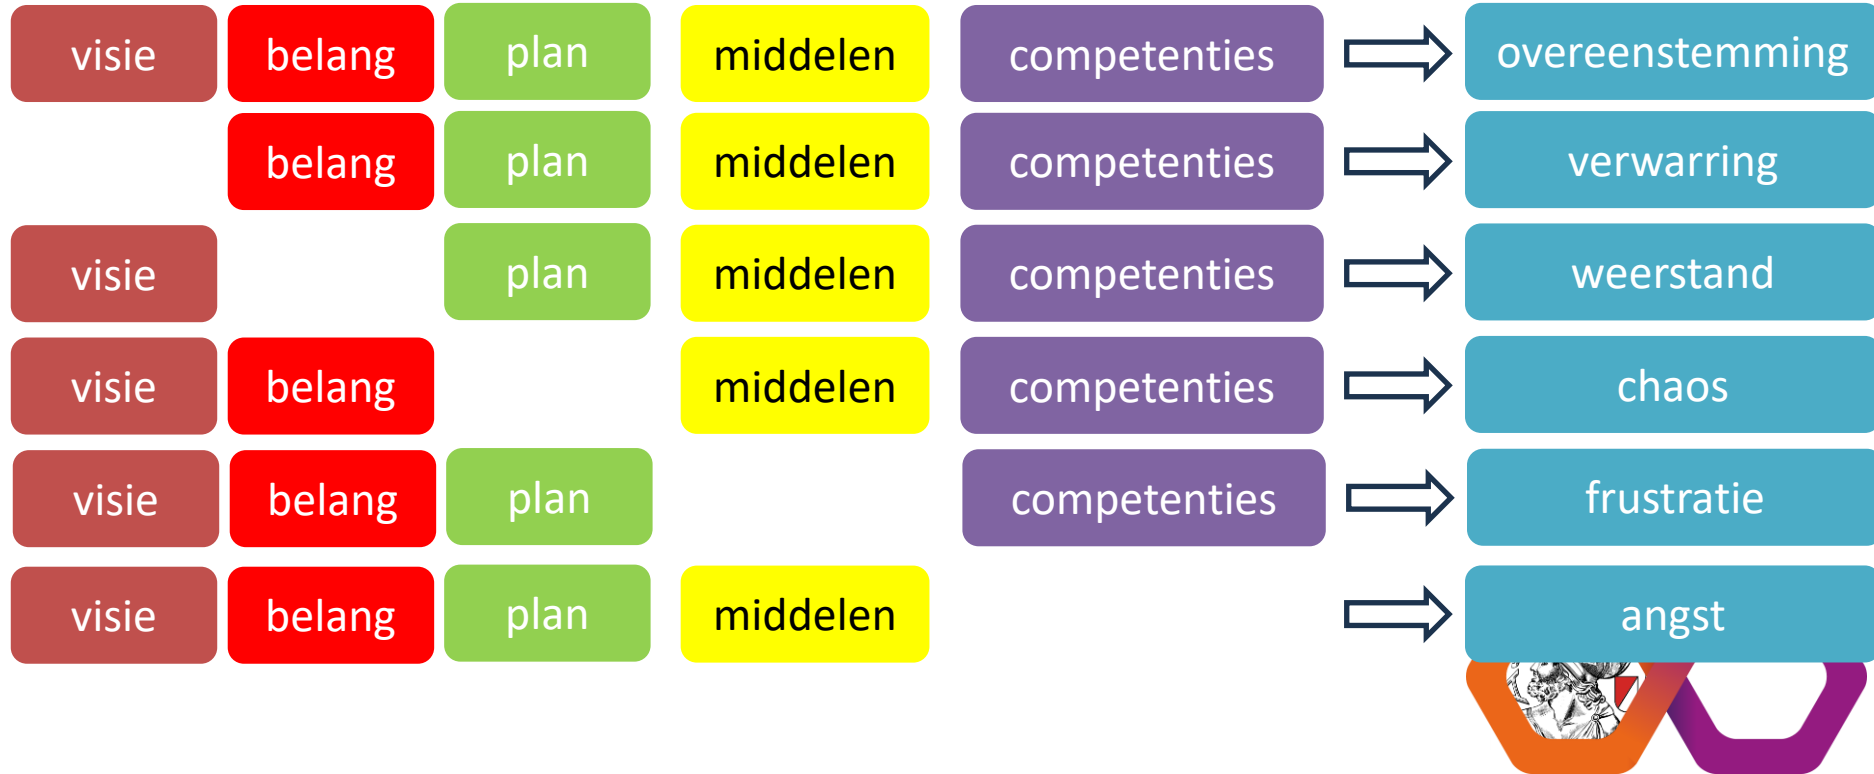 visie belang plan middelen competenties overeenstemming
belang plan middelen competenties verwarring
visie plan middelen competenties weerstand
visie belang middelen competenties chaos
visie belang plan competenties frustratie
visie belang plan middelen angst